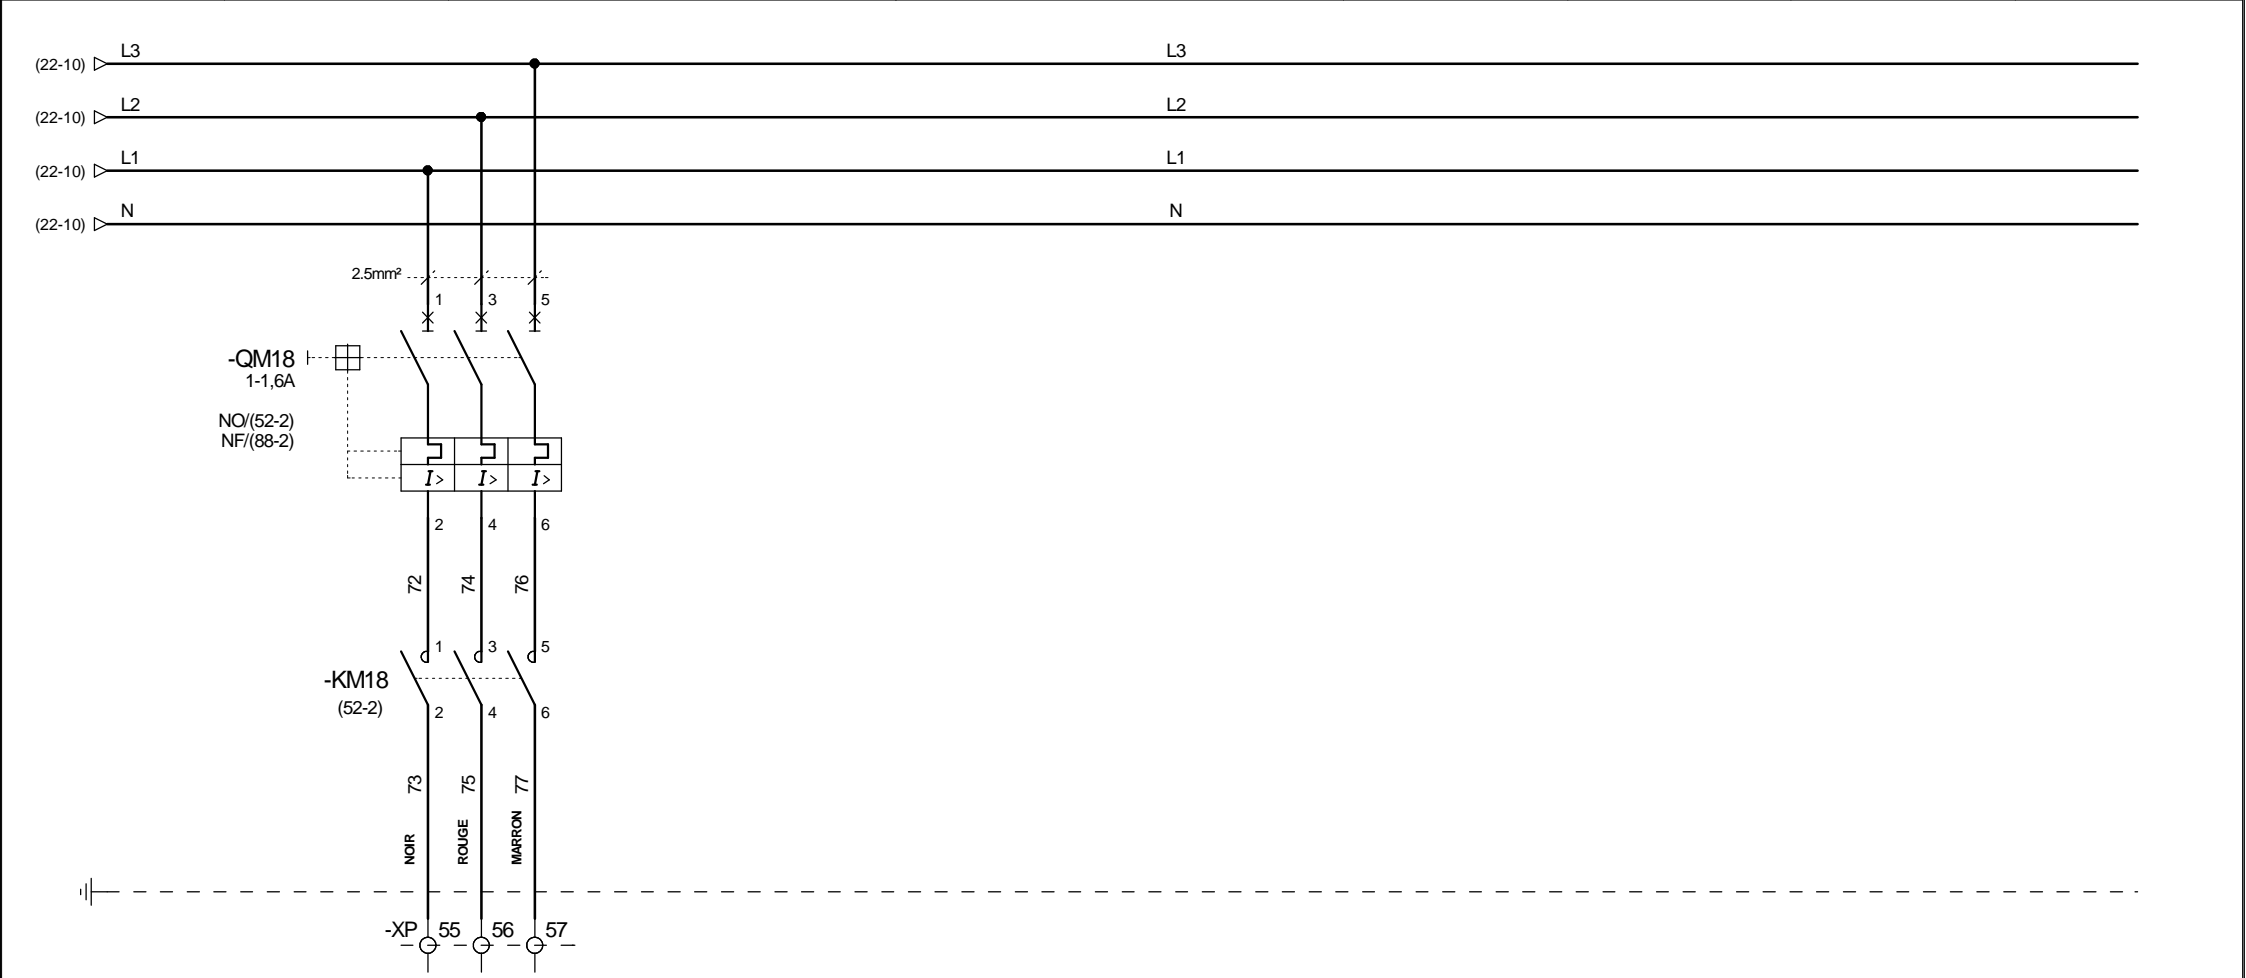 L3 L3
(22-10)
L2 L2
(22-10)
L1 L1
(22-10)
N N
(22-10)
2.5mm²
1 3 5
-QM18
1-1,6A
NO/(52-2)
NF/(88-2)
I> I> I>
2 4 6
72 74 76
1 3 5
-KM18
(52-2)
2 4 6
73 75 77
NOIR ROUGE MARRON
-XP 55 56 57